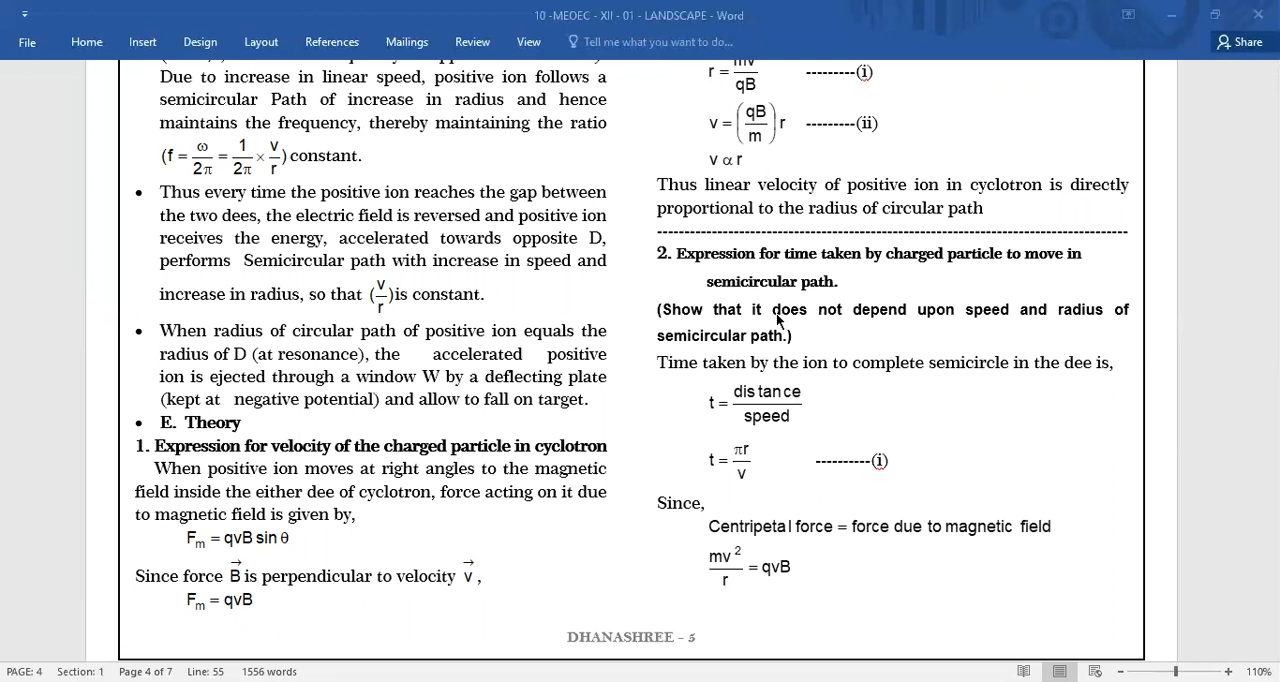 10 -MEOEC - XII - 01 - LANDSCAPE - Word
File Home Insert Design Layout References Mailings Review View Tell me what you want to do... Share
Due to increase in linear speed, positive ion follows a
semicircular Path of increase in radius and hence
maintains the frequency, thereby maintaining the ratio
(f = ω/2π = 1/2π × v/r) constant.
• Thus every time the positive ion reaches the gap between
the two dees, the electric field is reversed and positive ion
receives the energy, accelerated towards opposite D,
performs Semicircular path with increase in speed and
increase in radius, so that (v/r) is constant.
• When radius of circular path of positive ion equals the
radius of D (at resonance), the accelerated positive
ion is ejected through a window W by a deflecting plate
(kept at negative potential) and allow to fall on target.
• E. Theory
1. Expression for velocity of the charged particle in cyclotron
When positive ion moves at right angles to the magnetic
field inside the either dee of cyclotron, force acting on it due
to magnetic field is given by,
Fm = qvB sin θ
Since force B→ is perpendicular to velocity v→,
Fm = qvB
r = mv/qB ---------(i)
v = (qB/m) r ---------(ii)
v α r
Thus linear velocity of positive ion in cyclotron is directly
proportional to the radius of circular path
2. Expression for time taken by charged particle to move in
semicircular path.
(Show that it does not depend upon speed and radius of
semicircular path.)
Time taken by the ion to complete semicircle in the dee is,
t = dis tan ce/speed
t = πr/v ----------(i)
Since,
Centripetal force = force due to magnetic field
mv²/r = qvB
DHANASHREE - 5
PAGE: 4 Section: 1 Page 4 of 7 Line: 55 1556 words 110%